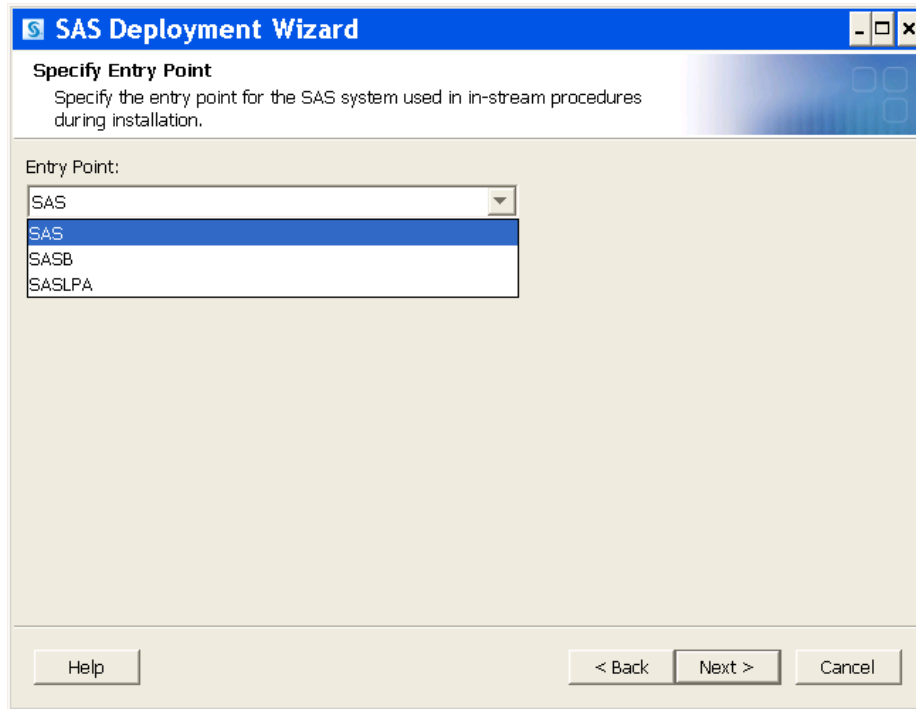 SAS Deployment Wizard
Specify Entry Point
Specify the entry point for the SAS system used in in-stream procedures
during installation.
Entry Point:
SAS
SAS
SASB
SASLPA
Help
< Back
Next >
Cancel